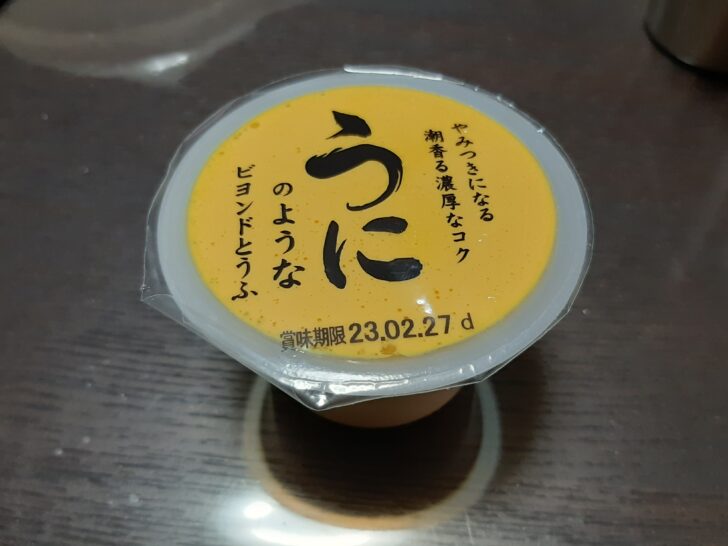 やみつきになる
潮香る濃厚なコク
うに
のような
ビヨンドとうふ
賞味期限 23.02.27 d